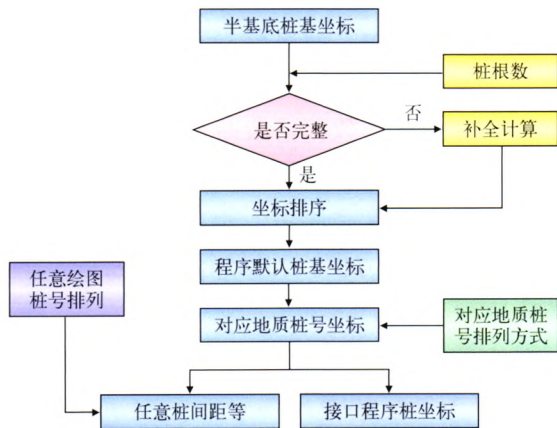 半基底桩基坐标
桩根数
是否完整
否
补全计算
是
坐标排序
程序默认桩基坐标
任意绘图
桩号排列
对应地质桩号坐标
对应地质桩
号排列方式
任意桩间距等
接口程序桩坐标